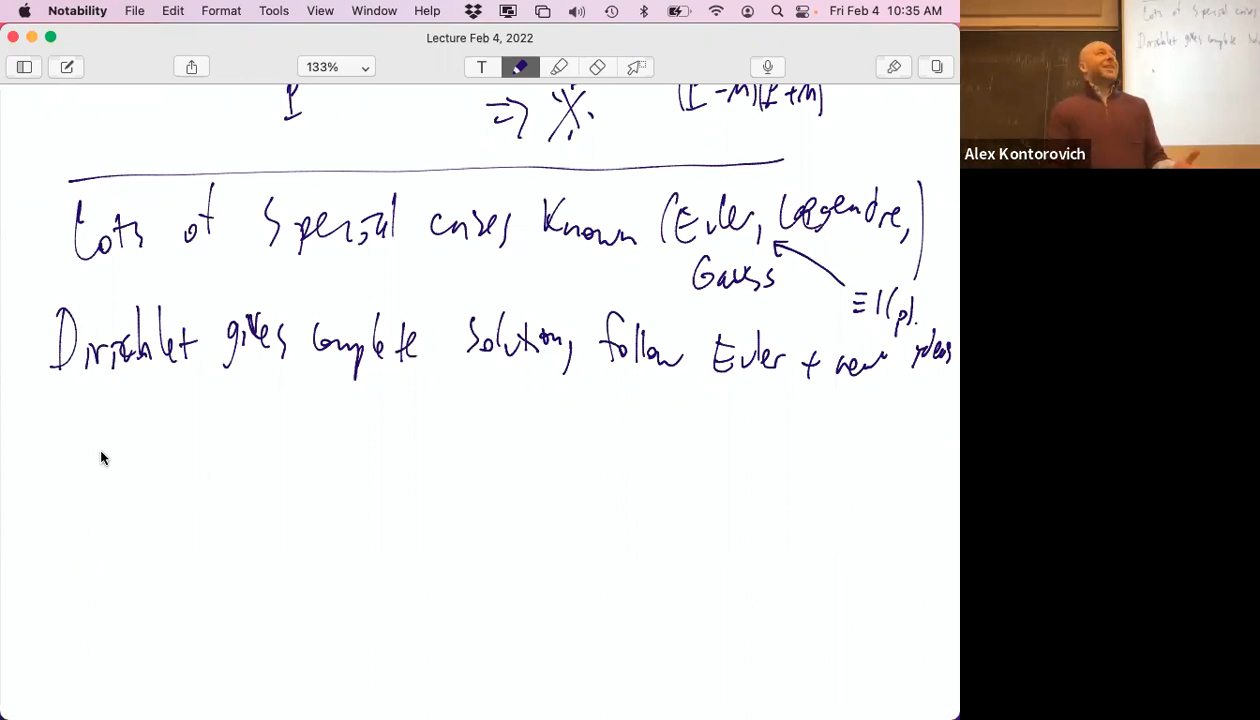 Notability File Edit Format Tools View Window Help Fri Feb 4 10:35 AM
Lecture Feb 4, 2022
133%
T
Alex Kontorovich
Lots of Special cases Known (Euler, Legendre,
Gauss)
≡1(p).
Dirichlet gives complete Solution, follow Euler + new ideas